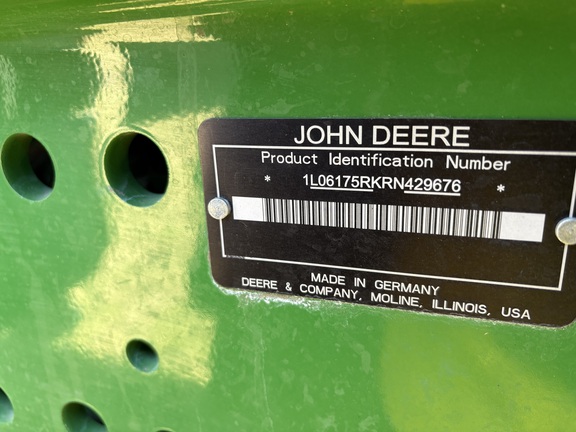 JOHN DEERE
Product Identification Number
* 1L06175RKRN429676 *
MADE IN GERMANY
DEERE & COMPANY, MOLINE, ILLINOIS, USA